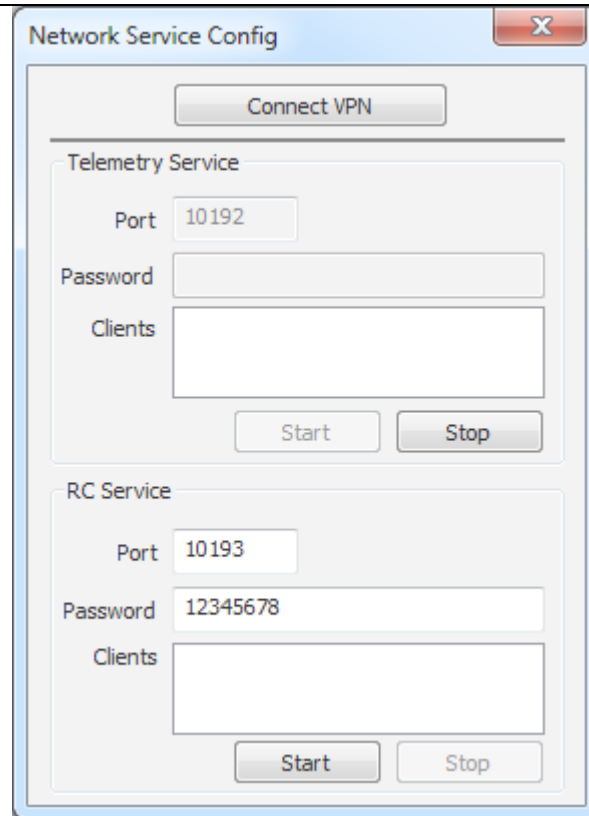 Network Service Config
Connect VPN
Telemetry Service
Port 10192
Password
Clients
Start Stop
RC Service
Port 10193
Password 12345678
Clients
Start Stop